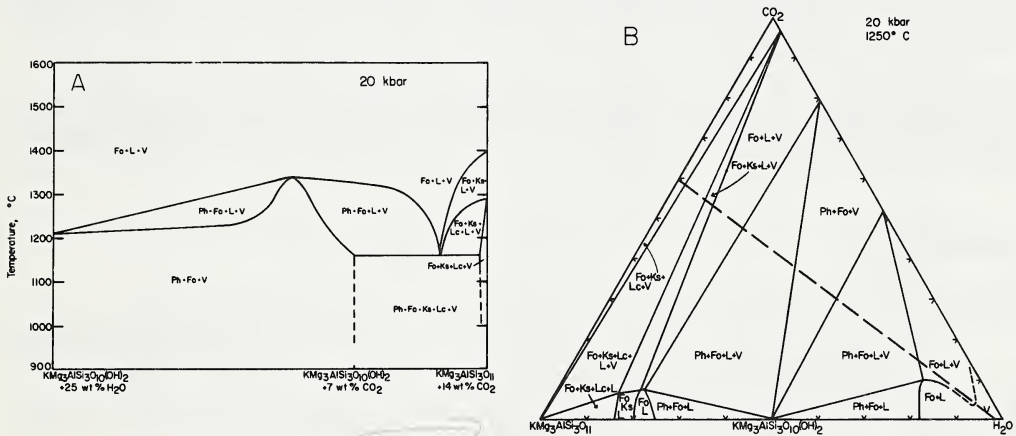 A
20 kbar
1600
1500
1400
1300
1200
1100
1000
900
Temperature, °C
Fo+L+V
Ph+Fo+L+V
Ph+Fo+L+V
Fo+L+V
Fo+Ks+
L+V
Fo+Ks+
Lc+L+V
Fo+Ks+Lc+V
Ph+Fo+V
Ph+Fo+Ks+Lc+V
KMg₃AlSi₃O₁₀(OH)₂
+25 wt % H₂O
KMg₃AlSi₃O₁₀(OH)₂
+7 wt % CO₂
KMg₃AlSi₃O₁₁
+14 wt % CO₂
B
CO₂
20 kbar
1250° C
Fo+L+V
Fo+Ks+L+V
Ph+Fo+V
Fo+Ks+
Lc+V
Fo+Ks+Lc+
L+V
Ph+Fo+L+V
Ph+Fo+L+V
Fo+L+V
Fo+Ks+Lc+L
Fo
Ks
L
Fo
L
Ph+Fo+L
Ph+Fo+L
Fo+L
V
KMg₃AlSi₃O₁₁
KMg₃AlSi₃O₁₀(OH)₂
H₂O